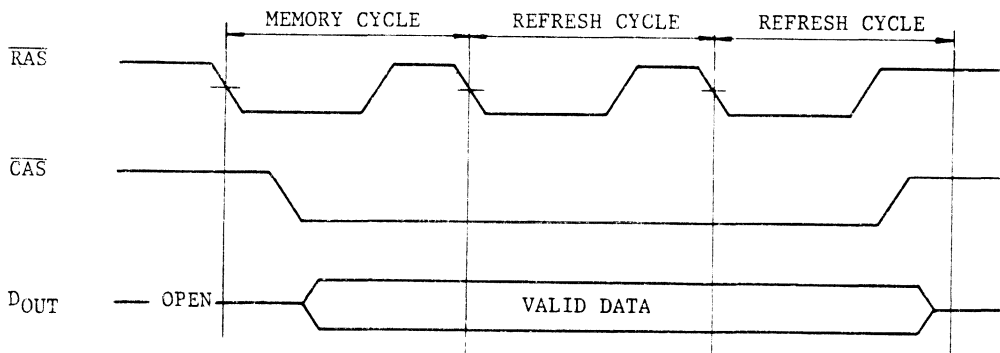 MEMORY CYCLE REFRESH CYCLE REFRESH CYCLE
RAS
CAS
DOUT OPEN VALID DATA